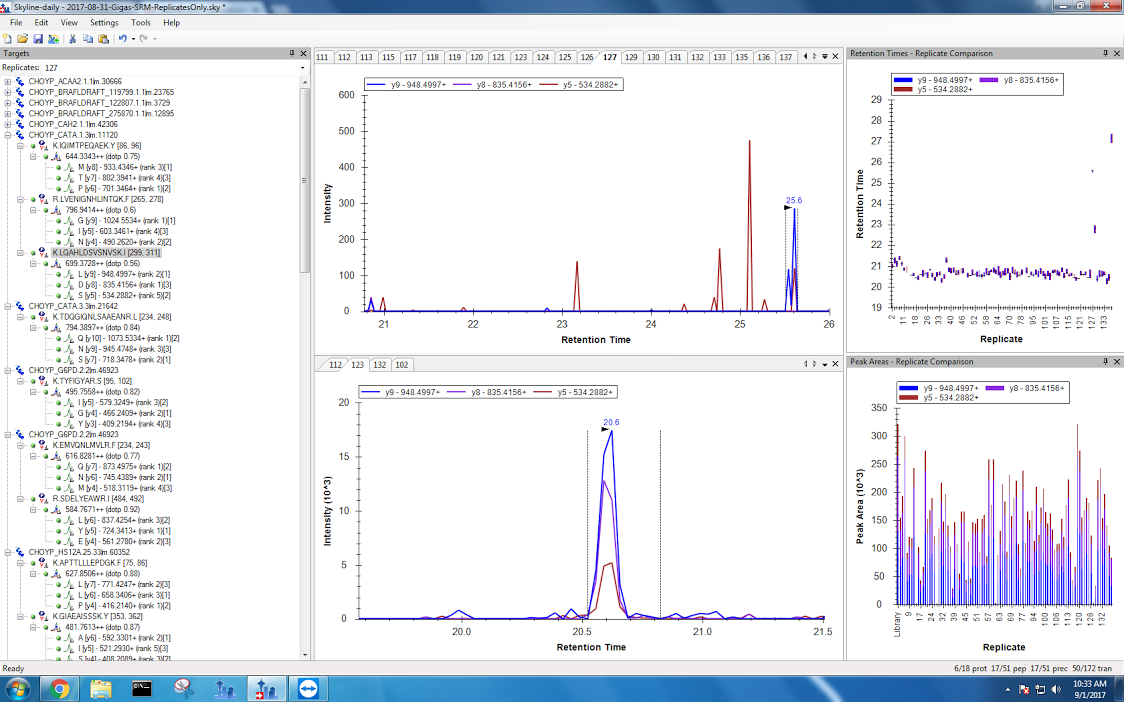 Skyline-daily - 2017-08-31-Gigas-SRM-ReplicatesOnly.sky *
File Edit View Settings Tools Help
Targets
Replicates: 127
CHOYP_ACAA2.1.1|m.30666
CHOYP_BRAFLDRAFT_119799.1.1|m.23765
CHOYP_BRAFLDRAFT_122807.1.1|m.3729
CHOYP_BRAFLDRAFT_275870.1.1|m.12895
CHOYP_CAH2.1.1|m.42306
CHOYP_CATA.1.3|m.11120
K.IQIMTPEQAEK.Y [86, 96]
644.3343++ (dotp 0.75)
M [y8] - 933.4346+ (rank 3)[1]
T [y7] - 802.3941+ (rank 4)[3]
P [y6] - 701.3464+ (rank 1)[2]
R.LVENIGNHLINTQK.F [265, 278]
796.9414++ (dotp 0.6)
G [y9] - 1024.5534+ (rank 1)[1]
I [y5] - 603.3461+ (rank 4)[3]
N [y4] - 490.2620+ (rank 2)[2]
K.LQAHLDSVSNVSK.I [299, 311]
699.3728++ (dotp 0.56)
L [y9] - 948.4997+ (rank 2)[1]
D [y8] - 835.4156+ (rank 1)[3]
S [y5] - 534.2882+ (rank 5)[2]
CHOYP_CATA.3.3|m.21642
K.TDQGIQNLSAAEANR.L [234, 248]
794.3897++ (dotp 0.84)
Q [y10] - 1073.5334+ (rank 1)[2]
N [y9] - 945.4748+ (rank 3)[3]
S [y7] - 718.3478+ (rank 2)[1]
CHOYP_G6PD.2.2|m.46923
K.TYFIGYAR.S [95, 102]
495.7558++ (dotp 0.82)
I [y5] - 579.3249+ (rank 3)[2]
G [y4] - 466.2409+ (rank 2)[1]
Y [y3] - 409.2194+ (rank 4)[3]
CHOYP_G6PD.2.2|m.46923
K.EMVQNLMVLR.F [234, 243]
616.8281++ (dotp 0.77)
Q [y7] - 873.4975+ (rank 1)[2]
N [y6] - 745.4389+ (rank 2)[1]
M [y4] - 518.3119+ (rank 4)[3]
R.SDELYEAWR.I [484, 492]
584.7671++ (dotp 0.92)
L [y6] - 837.4254+ (rank 3)[2]
Y [y5] - 724.3413+ (rank 1)[1]
E [y4] - 561.2780+ (rank 2)[3]
CHOYP_HS12A.25.33|m.60352
K.APTTLLLEPDGK.F [75, 86]
627.8506++ (dotp 0.88)
L [y7] - 771.4247+ (rank 2)[3]
L [y6] - 658.3406+ (rank 3)[1]
P [y4] - 416.2140+ (rank 1)[2]
K.GIAEAISSSK.Y [353, 362]
481.7613++ (dotp 0.87)
A [y6] - 592.3301+ (rank 2)[1]
I [y5] - 521.2930+ (rank 5)[3]
S [y4] - 408.2089+ (rank 3)[2]
111 112 113 115 117 118 119 120 121 123 125 126 127 129 130 131 132 133 135 136 137
y9 - 948.4997+ y8 - 835.4156+ y5 - 534.2882+
600
500
400
300
200
100
0
Intensity
25.6
21 22 23 24 25 26
Retention Time
112 123 132 102
y9 - 948.4997+ y8 - 835.4156+ y5 - 534.2882+
20
15
10
5
0
Intensity (10^3)
20.6
20.0 20.5 21.0 21.5
Retention Time
Retention Times - Replicate Comparison
y9 - 948.4997+ y8 - 835.4156+
y5 - 534.2882+
29
28
27
26
25
24
23
22
21
20
19
Retention Time
2 11 18 26 33 40 46 52 58 64 70 78 95 101 107 115 121 127 133
Replicate
Peak Areas - Replicate Comparison
y9 - 948.4997+ y8 - 835.4156+
y5 - 534.2882+
350
300
250
200
150
100
50
0
Peak Area (10^3)
Library 9 17 24 32 39 45 51 57 63 69 77 94 100 106 113 120 126 132
Replicate
Ready
6/18 prot 17/51 pep 17/51 prec 50/172 tran
10:33 AM
9/1/2017